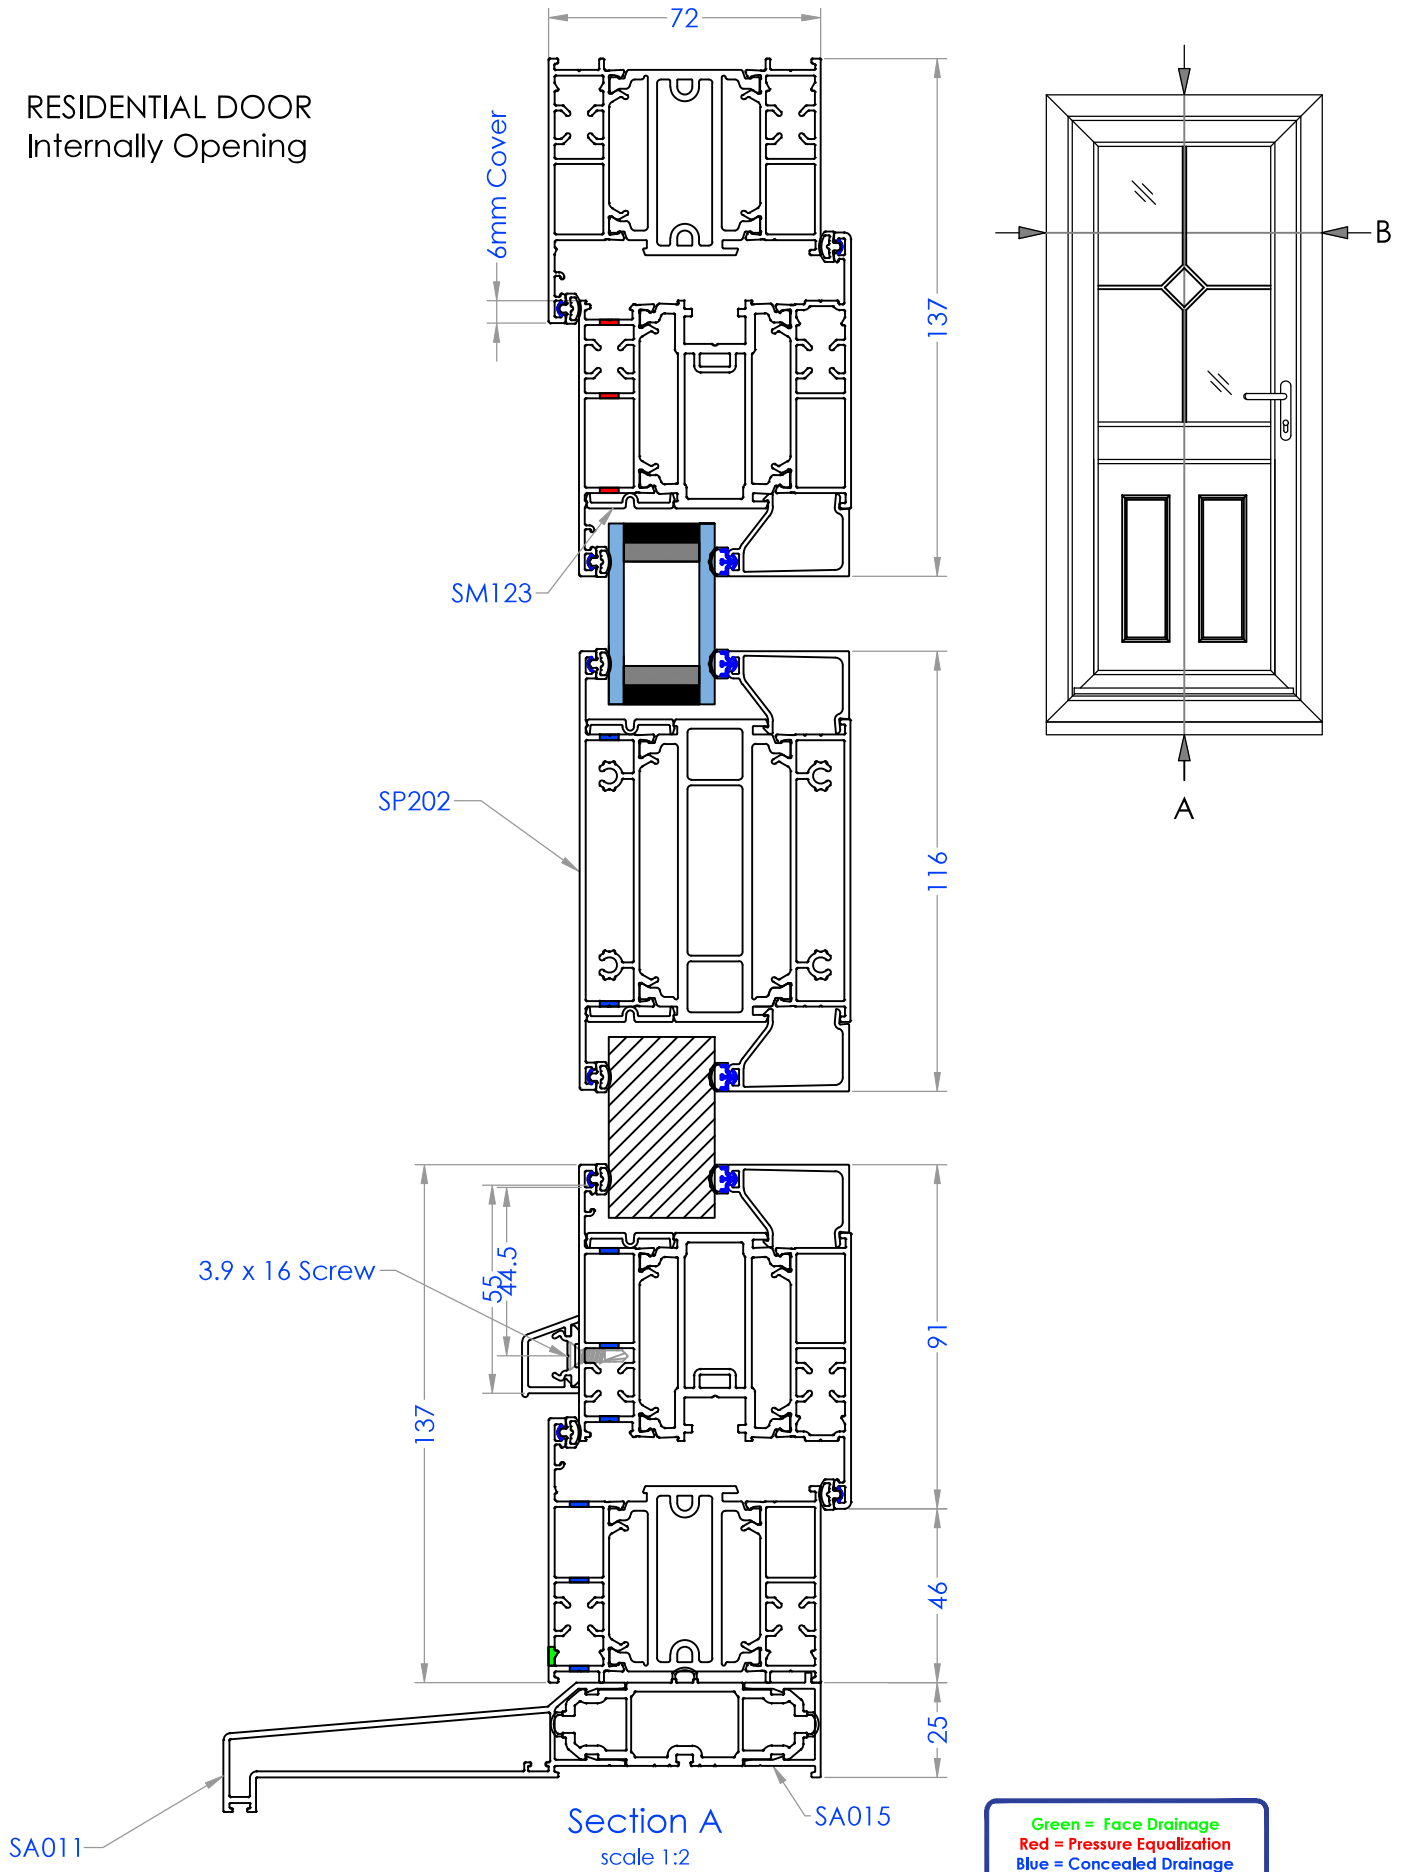 72
RESIDENTIAL DOOR
Internally Opening
6mm Cover
B
137
SM123
SP202
A
116
3.9 x 16 Screw
55
44.5
91
137
46
25
SA015
Section A
scale 1:2
SA011
Green = Face Drainage
Red = Pressure Equalization
Blue = Concealed Drainage